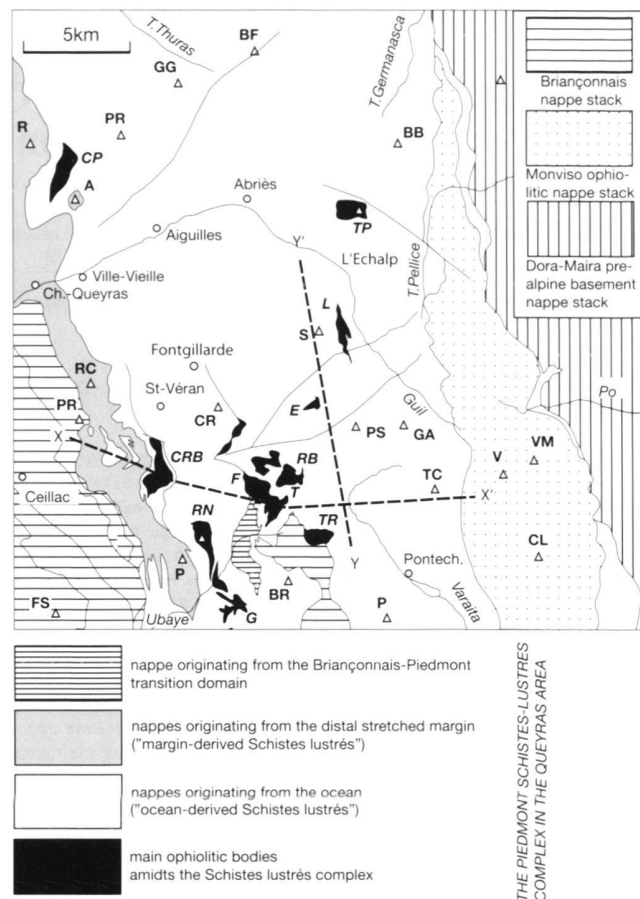 5km
T.Thuras
BF
GG
T.Germanasca
PR
R
CP
A
BB
Abriès
TP
Aiguilles
Y'
L'Echalp
T.Pellice
Ville-Vieille
Ch.-Queyras
L
S
Fontgillarde
RC
St-Véran
Guil
Po
PR
CR
E
PS
GA
X
CRB
RB
VM
V
F
T
TC
X'
Ceillac
RN
TR
CL
P
Y
Pontech.
BR
FS
Ubaye
G
P
Varaita
Briançonnais
nappe stack
Monviso ophio-
litic nappe stack
Dora-Maira pre-
alpine basement
nappe stack
nappe originating from the Briançonnais-Piedmont
transition domain
nappes originating from the distal stretched margin
("margin-derived Schistes lustrés")
nappes originating from the ocean
("ocean-derived Schistes lustrés")
main ophiolitic bodies
amidts the Schistes lustrés complex
THE PIEDMONT SCHISTES-LUSTRES
COMPLEX IN THE QUEYRAS AREA